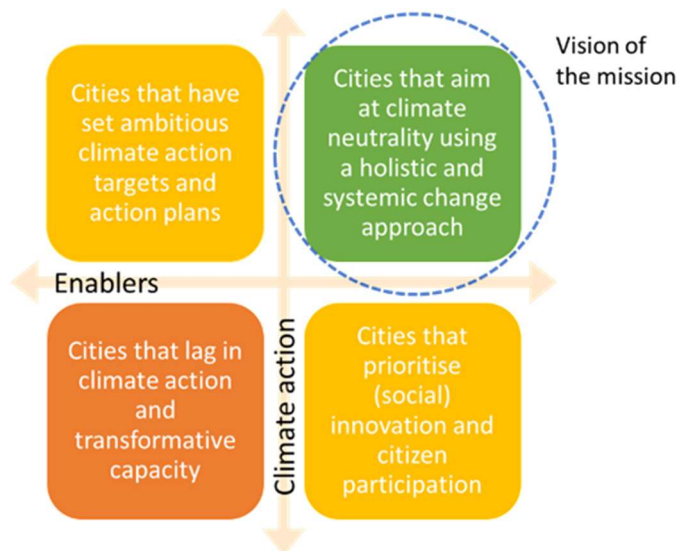 Vision of
the mission
Cities that have
set ambitious
climate action
targets and
action plans
Cities that aim
at climate
neutrality using
a holistic and
systemic change
approach
Enablers
Climate action
Cities that lag in
climate action
and
transformative
capacity
Cities that
prioritise
(social)
innovation and
citizen
participation